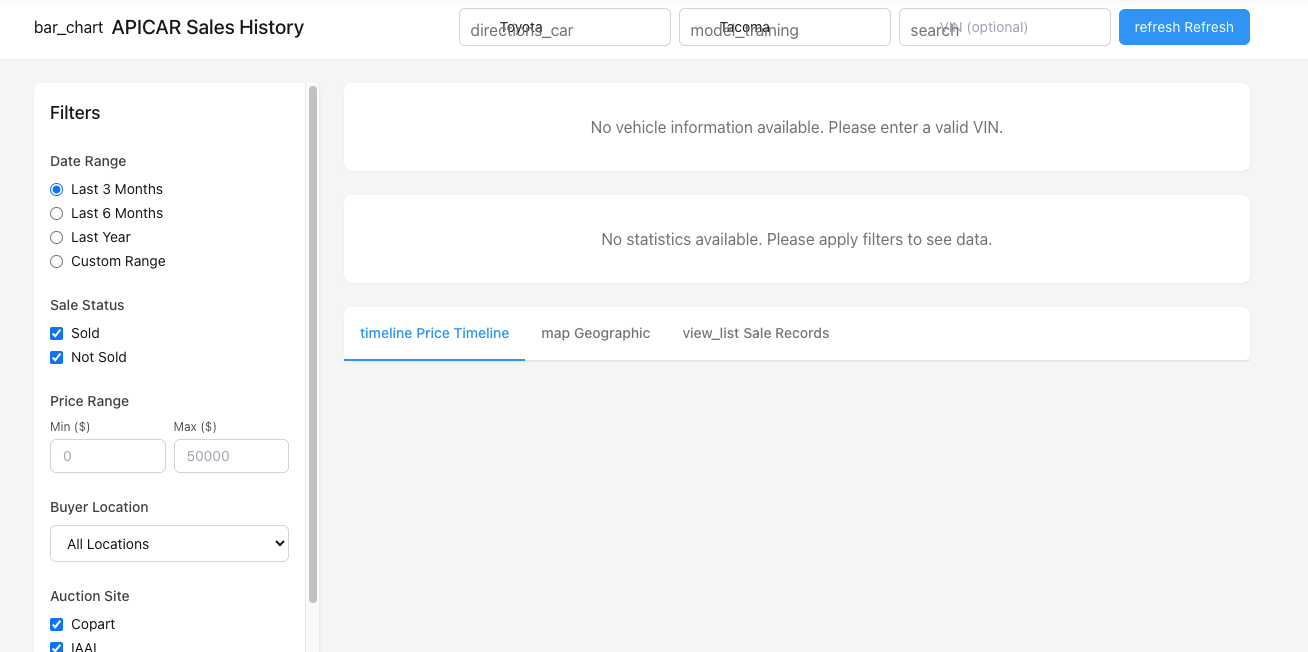 bar_chart APICAR Sales History
directions_car Toyota
model_training Tacoma
search VIN (optional)
refresh Refresh
Filters
Date Range
Last 3 Months
Last 6 Months
Last Year
Custom Range
Sale Status
Sold
Not Sold
Price Range
Min ($) Max ($)
0 50000
Buyer Location
All Locations
Auction Site
Copart
IAAI
No vehicle information available. Please enter a valid VIN.
No statistics available. Please apply filters to see data.
timeline Price Timeline map Geographic view_list Sale Records